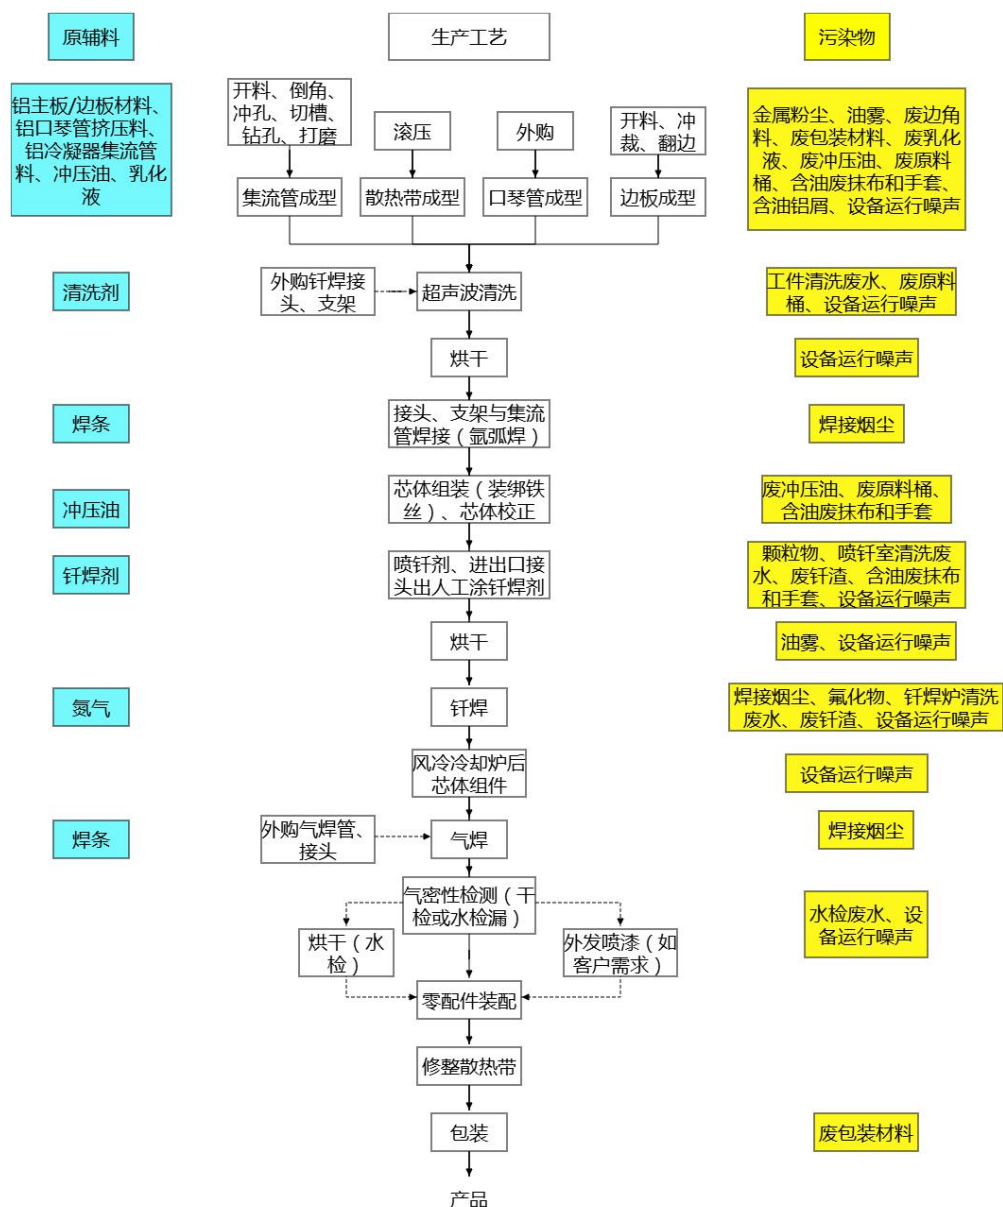 原辅料
生产工艺
污染物
铝主板/边板材料、
铝口琴管挤压料、
铝冷凝器集流管
料、冲压油、乳化
液
开料、倒角、
冲孔、切槽、
钻孔、打磨
滚压
外购
开料、冲
裁、翻边
金属粉尘、油雾、废边角
料、废包装材料、废乳化
液、废冲压油、废原料
桶、含油废抹布和手套、
含油铝屑、设备运行噪声
集流管成型
散热带成型
口琴管成型
边板成型
清洗剂
外购钎焊接
头、支架
超声波清洗
工件清洗废水、废原料
桶、设备运行噪声
烘干
设备运行噪声
焊条
接头、支架与集流
管焊接（氩弧焊）
焊接烟尘
冲压油
芯体组装（装绑铁
丝）、芯体校正
废冲压油、废原料桶、
含油废抹布和手套
钎焊剂
喷钎剂、进出口接
头出人工涂钎焊剂
颗粒物、喷钎室清洗废
水、废钎渣、含油废抹布
和手套、设备运行噪声
烘干
油雾、设备运行噪声
氮气
钎焊
焊接烟尘、氟化物、钎焊炉清洗
废水、废钎渣、设备运行噪声
风冷冷却炉后
芯体组件
设备运行噪声
焊条
外购气焊管、
接头
气焊
焊接烟尘
气密性检测（干
检或水检漏）
水检废水、设
备运行噪声
烘干（水
检）
外发喷漆（如
客户需求）
零配件装配
修整散热带
包装
废包装材料
产品